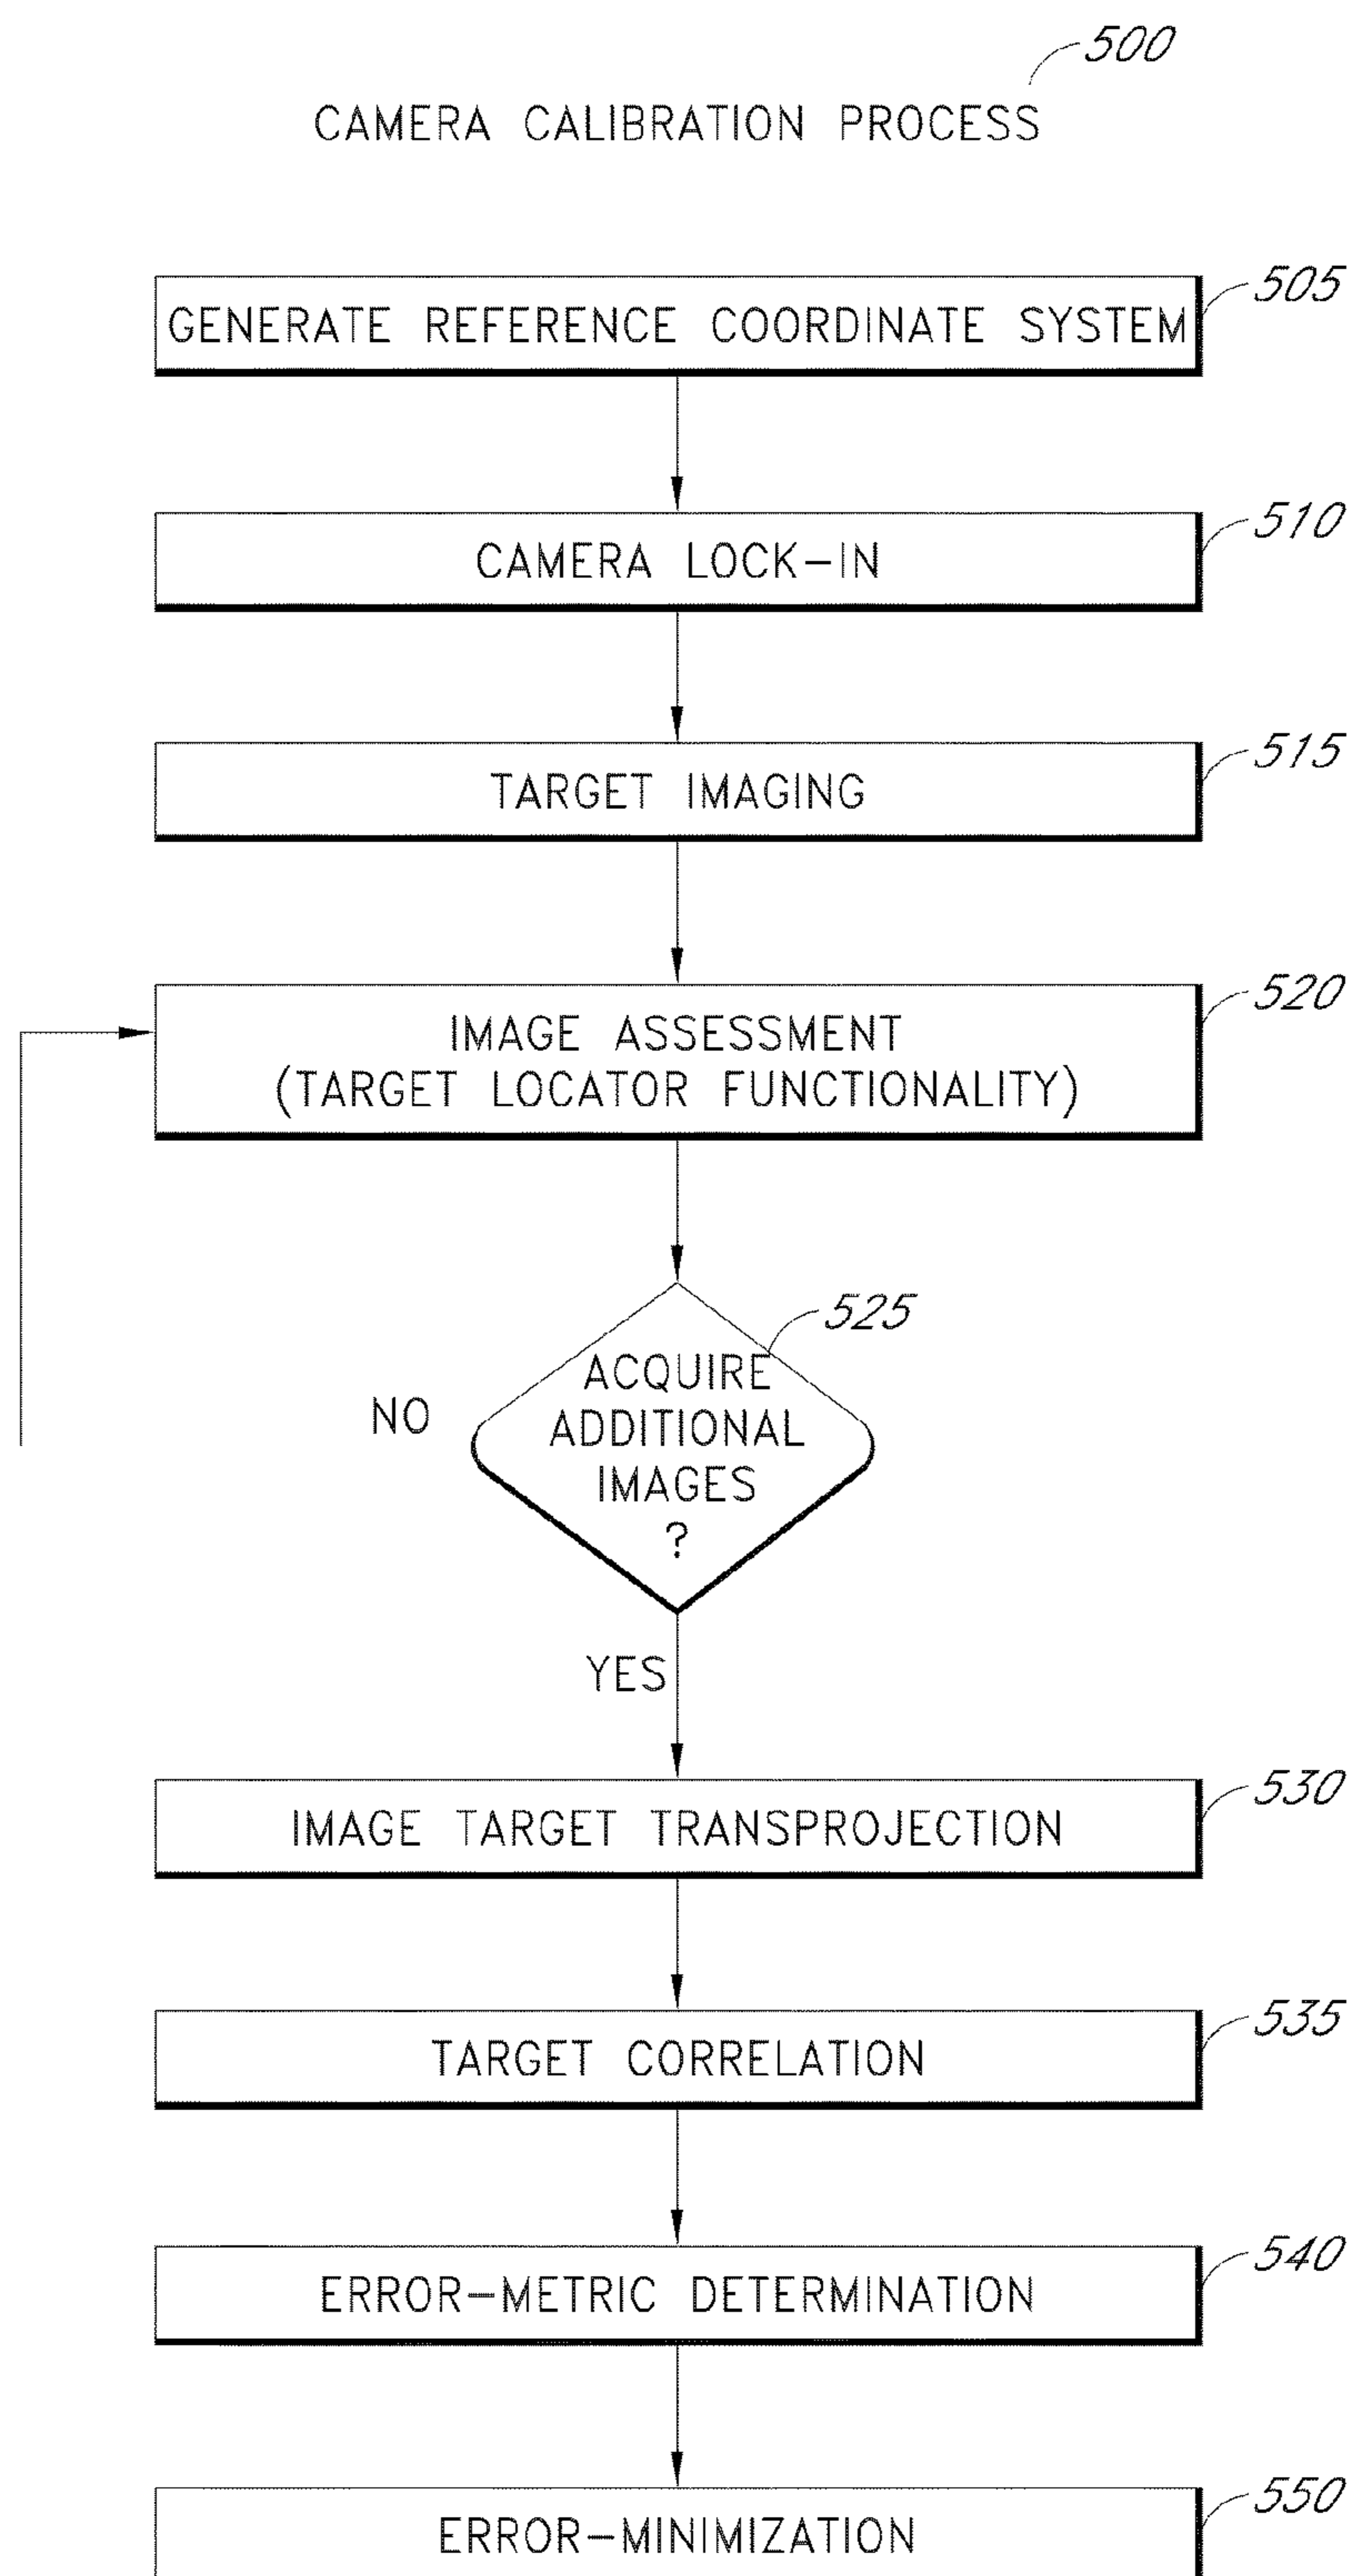 500
CAMERA CALIBRATION PROCESS
505
GENERATE REFERENCE COORDINATE SYSTEM
510
CAMERA LOCK-IN
515
TARGET IMAGING
520
IMAGE ASSESSMENT
(TARGET LOCATOR FUNCTIONALITY)
525
ACQUIRE
ADDITIONAL
IMAGES
?
NO
YES
530
IMAGE TARGET TRANSPROJECTION
535
TARGET CORRELATION
540
ERROR-METRIC DETERMINATION
550
ERROR-MINIMIZATION